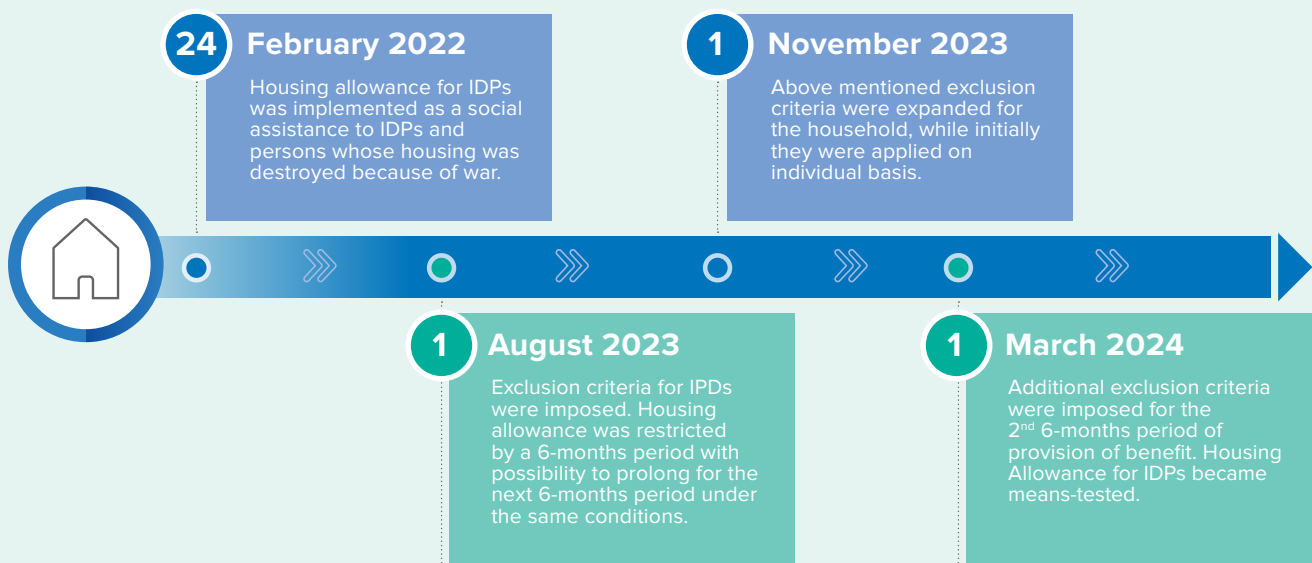 24 February 2022
Housing allowance for IDPs
was implemented as a social
assistance to IDPs and
persons whose housing was
destroyed because of war.
1 August 2023
Exclusion criteria for IPDs
were imposed. Housing
allowance was restricted
by a 6-months period with
possibility to prolong for the
next 6-months period under
the same conditions.
1 November 2023
Above mentioned exclusion
criteria were expanded for
the household, while initially
they were applied on
individual basis.
1 March 2024
Additional exclusion criteria
were imposed for the
2nd 6-months period of
provision of benefit. Housing
Allowance for IDPs became
means-tested.